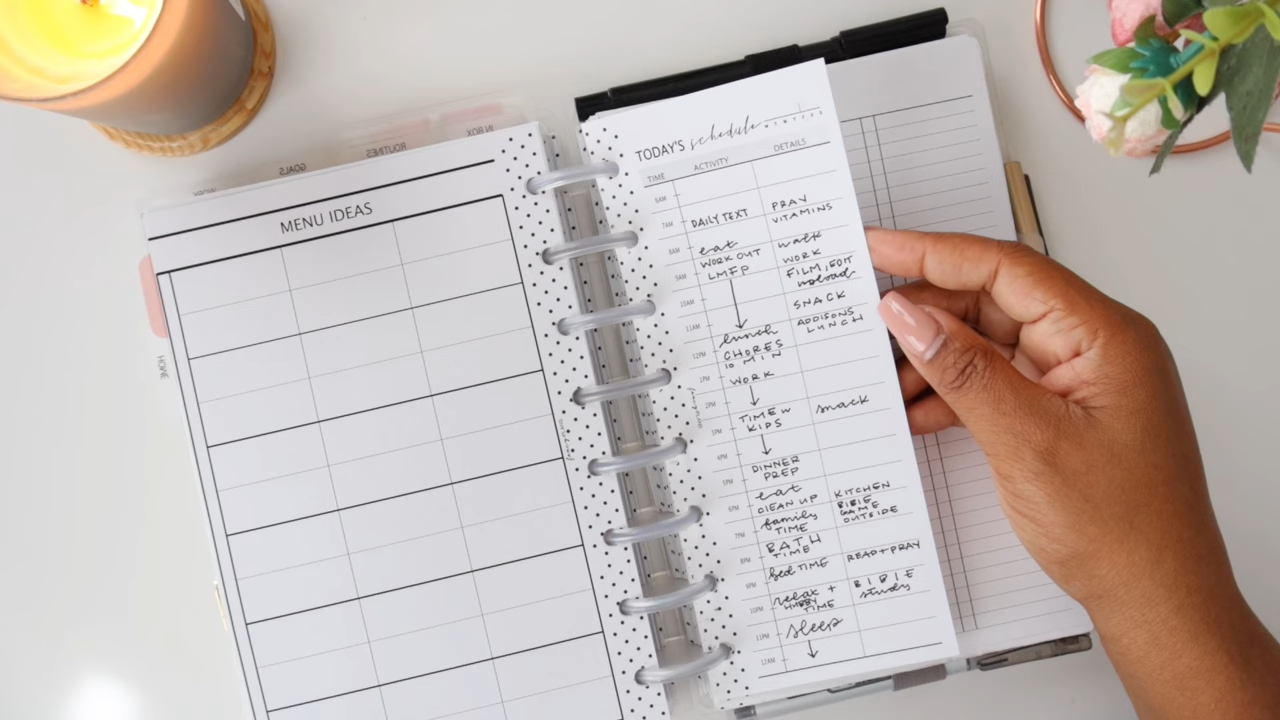 IN BOX
ROUTINES
GOALS
HOME
MENU IDEAS
TODAY'S schedule
M T W T F S S
TIME ACTIVITY DETAILS
6AM
7AM DAILY TEXT PRAY
VITAMINS
8AM eat walk
WORK OUT WORK
9AM LMFP FILM, EDIT
upload
10AM SNACK
11AM ADDISONS
LUNCH
lunch
12PM CHORES
10 MIN
1PM WORK
2PM
3PM TIME W snack
KIPS
4PM
5PM DINNER
PREP
6PM eat KITCHEN
CLEAN UP BIBLE
7PM family GAME
TIME OUTSIDE
8PM BATH
TIME
9PM bed TIME READ + PRAY
10PM relax + BIBLE
HUBBY study
TIME
11PM sleep
12AM